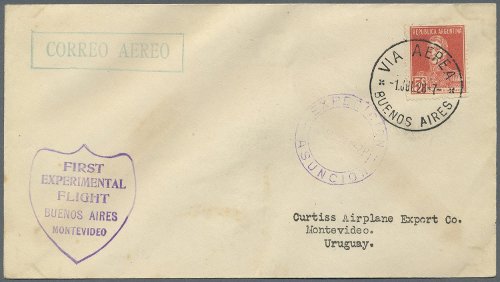 CORREO AEREO
REPUBLICA ARGENTINA
VIA AEREA
BUENOS AIRES
ASUNCION
FIRST
EXPERIMENTAL
FLIGHT
BUENOS AIRES
MONTEVIDEO
Curtiss Airplane Export Co.
Montevideo.
Uruguay.